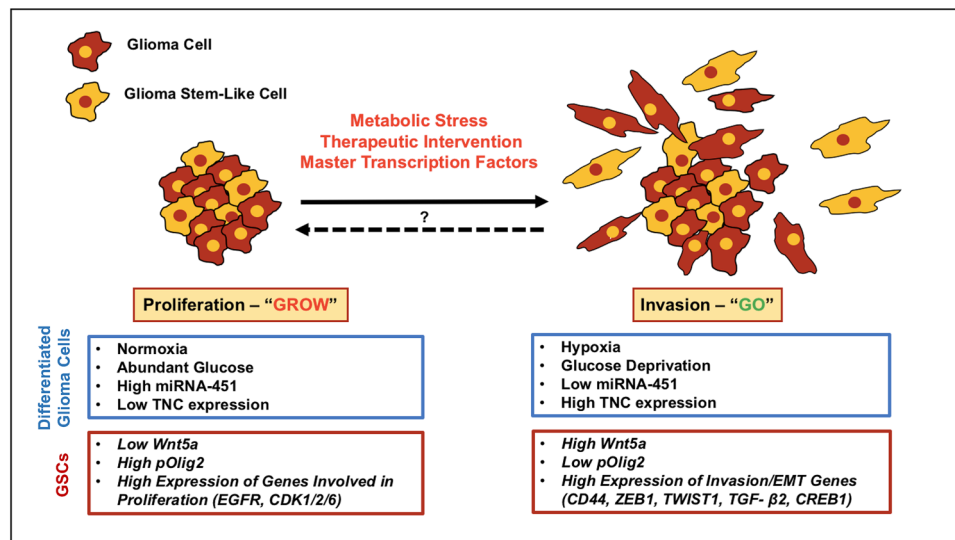 Glioma Cell
Glioma Stem-Like Cell
Metabolic Stress
Therapeutic Intervention
Master Transcription Factors
?
Proliferation – “GROW”
Invasion – “GO”
Differentiated
Glioma Cells
• Normoxia
• Abundant Glucose
• High miRNA-451
• Low TNC expression
• Hypoxia
• Glucose Deprivation
• Low miRNA-451
• High TNC expression
GSCs
• Low Wnt5a
• High pOlig2
• High Expression of Genes Involved in
Proliferation (EGFR, CDK1/2/6)
• High Wnt5a
• Low pOlig2
• High Expression of Invasion/EMT Genes
(CD44, ZEB1, TWIST1, TGF- β2, CREB1)